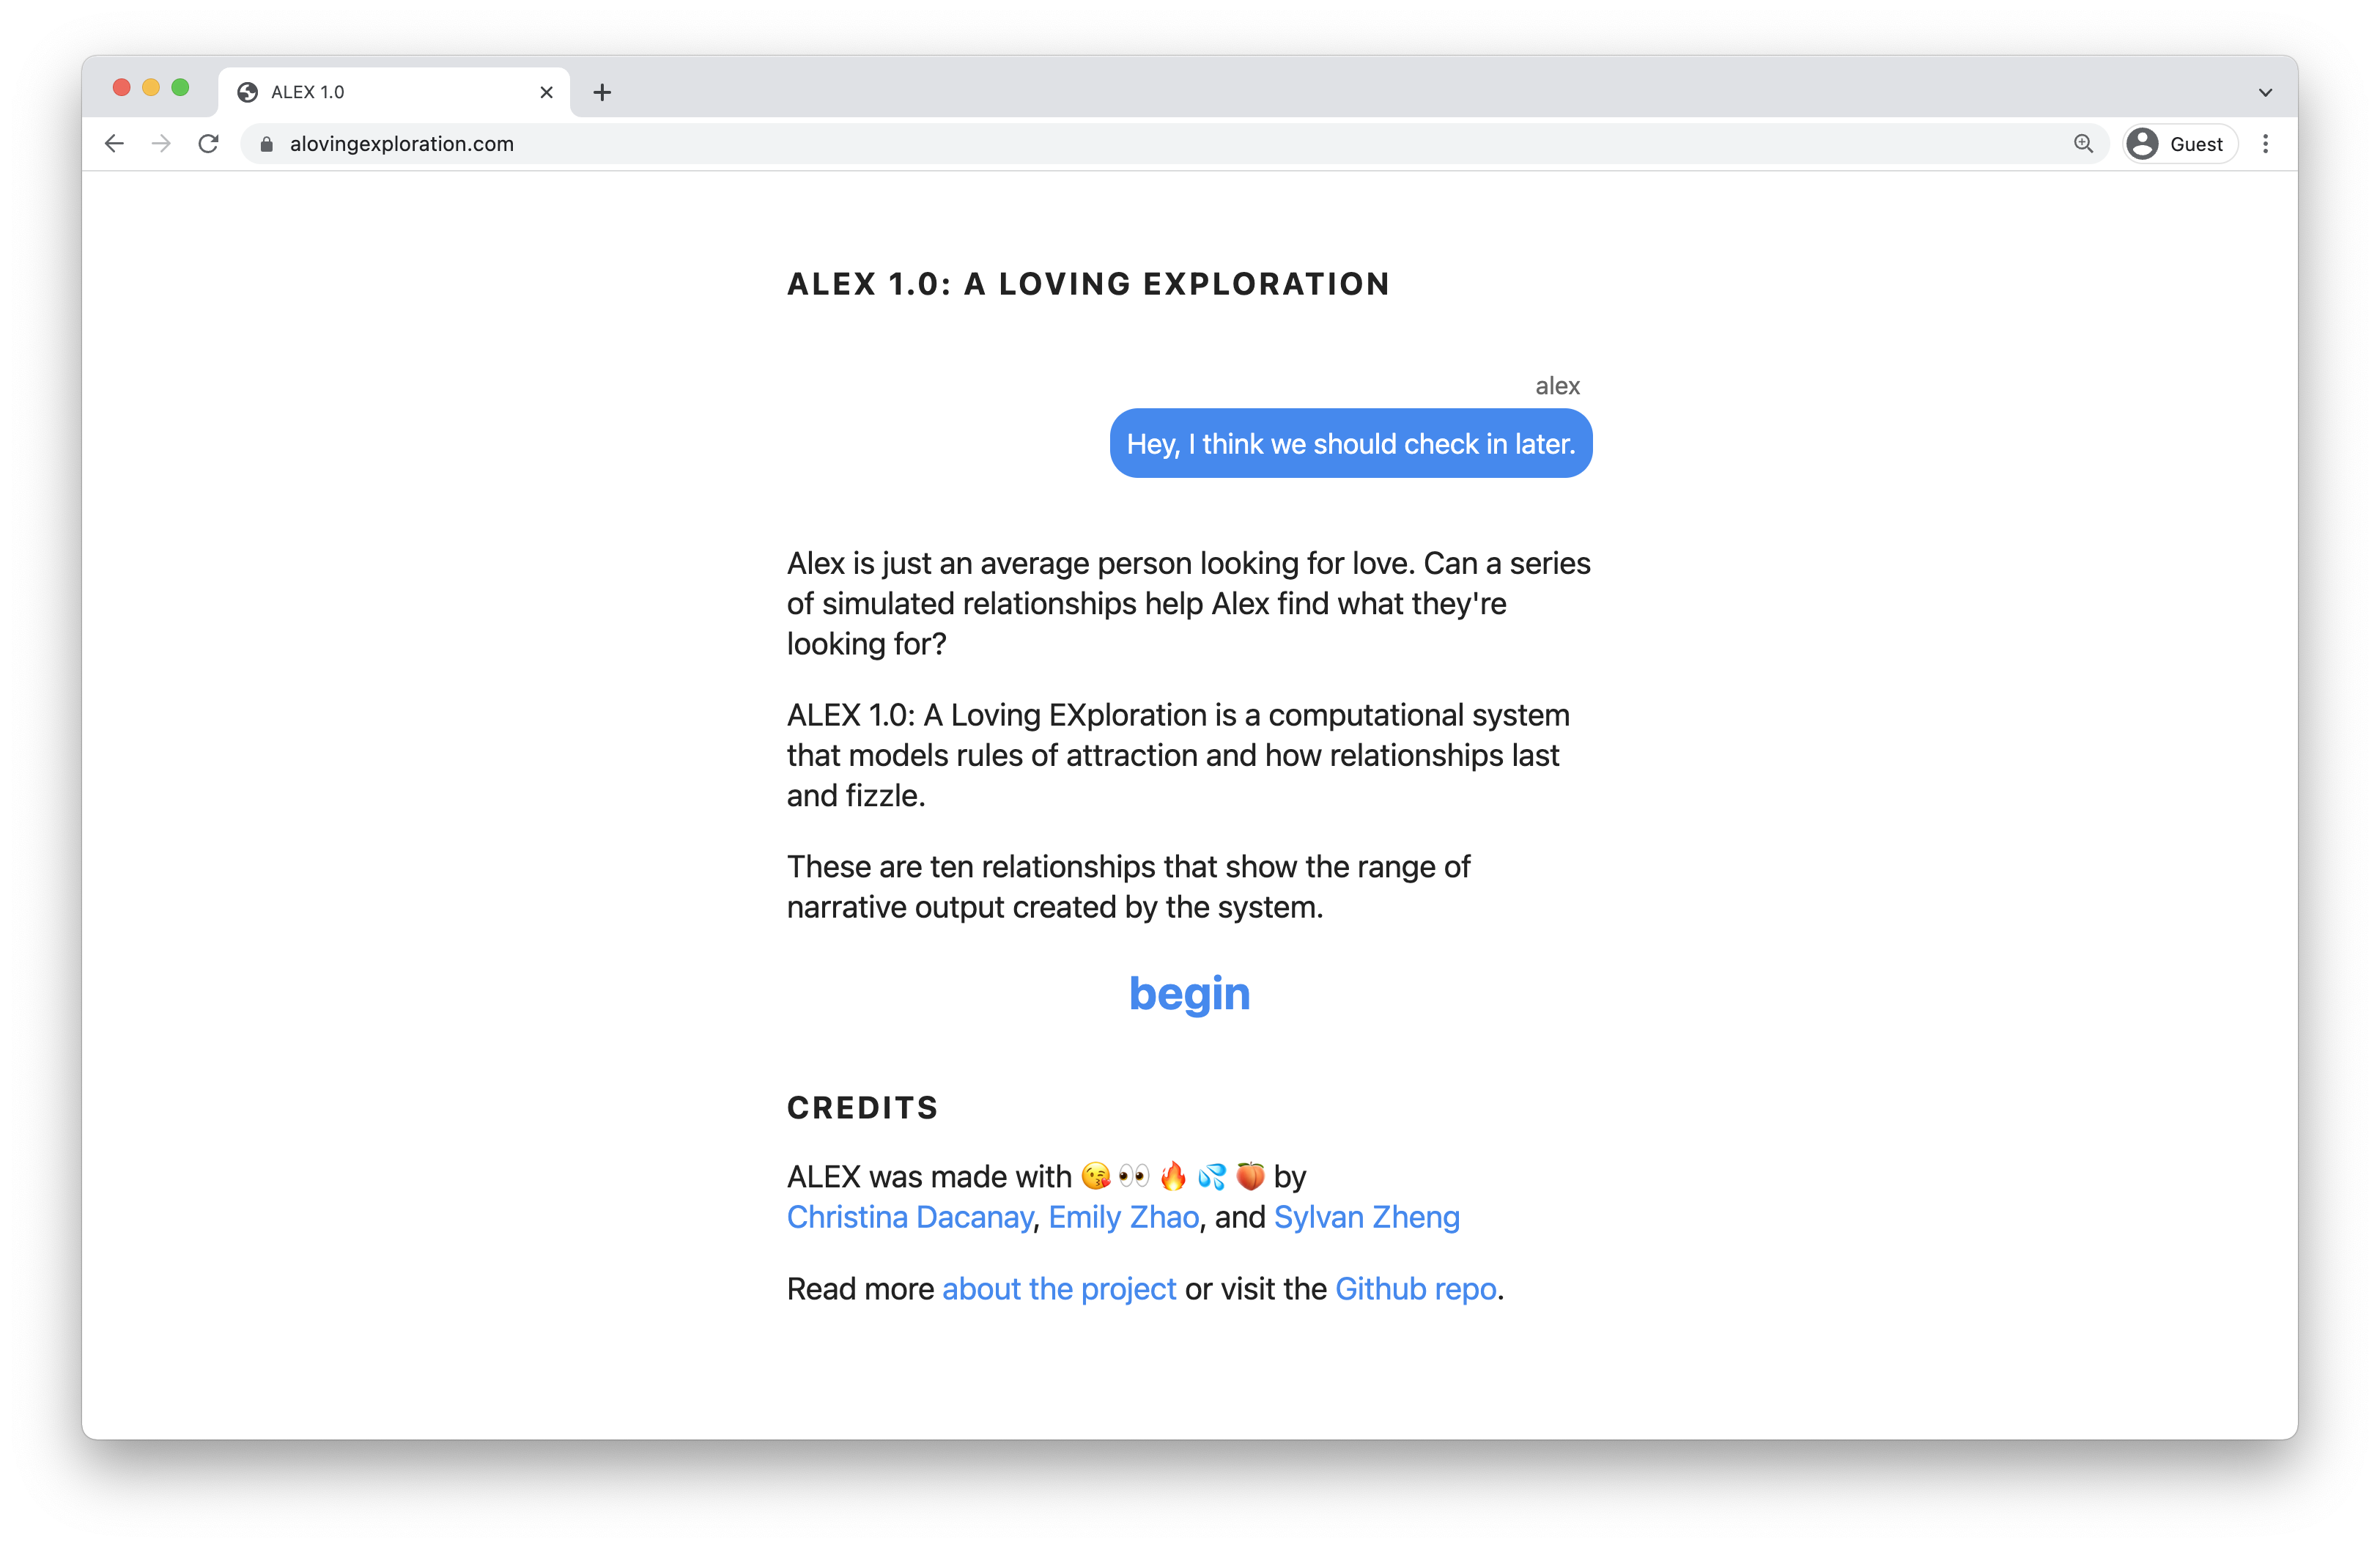 ALEX 1.0
alovingexploration.com
Guest
ALEX 1.0: A LOVING EXPLORATION
alex
Hey, I think we should check in later.
Alex is just an average person looking for love. Can a series
of simulated relationships help Alex find what they're
looking for?
ALEX 1.0: A Loving EXploration is a computational system
that models rules of attraction and how relationships last
and fizzle.
These are ten relationships that show the range of
narrative output created by the system.
begin
CREDITS
ALEX was made with 😘 👀 🔥 💦 🍑 by
Christina Dacanay, Emily Zhao, and Sylvan Zheng
Read more about the project or visit the Github repo.